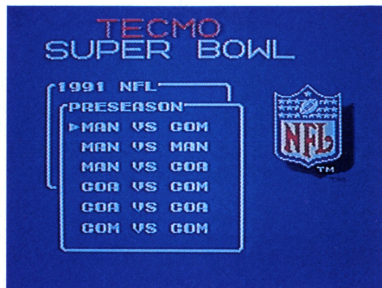 TECMO
SUPER BOWL
1991 NFL
PRESEASON
MAN VS COM
MAN VS MAN
MAN VS COA
COA VS COM
COA VS COA
COM VS COM
NFL
TM